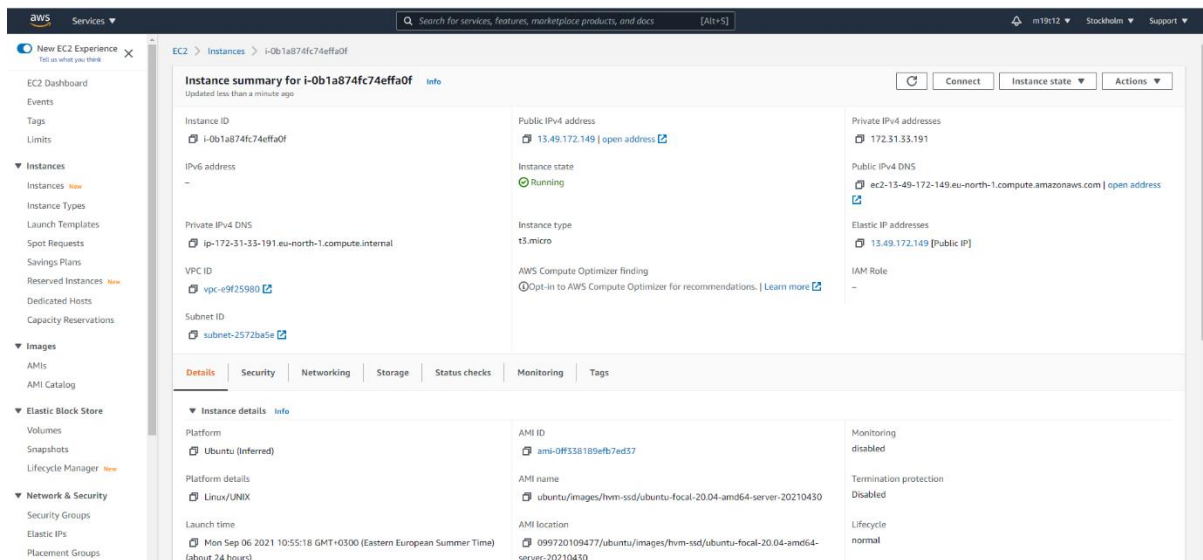 aws
Services ▼
Search for services, features, marketplace products, and docs [Alt+S]
m19t12 ▼ Stockholm ▼ Support ▼
New EC2 Experience
Tell us what you think
EC2 Dashboard
Events
Tags
Limits
▼ Instances
Instances New
Instance Types
Launch Templates
Spot Requests
Savings Plans
Reserved Instances New
Dedicated Hosts
Capacity Reservations
▼ Images
AMIs
AMI Catalog
▼ Elastic Block Store
Volumes
Snapshots
Lifecycle Manager New
▼ Network & Security
Security Groups
Elastic IPs
Placement Groups
EC2 > Instances > i-0b1a874fc74effa0f
Instance summary for i-0b1a874fc74effa0f Info
Updated less than a minute ago
Connect
Instance state ▼
Actions ▼
Instance ID
i-0b1a874fc74effa0f
Public IPv4 address
13.49.172.149 | open address
Private IPv4 addresses
172.31.33.191
IPv6 address
–
Instance state
Running
Public IPv4 DNS
ec2-13-49-172-149.eu-north-1.compute.amazonaws.com | open address
Private IPv4 DNS
ip-172-31-33-191.eu-north-1.compute.internal
Instance type
t3.micro
Elastic IP addresses
13.49.172.149 [Public IP]
VPC ID
vpc-e9f25980
AWS Compute Optimizer finding
Opt-in to AWS Compute Optimizer for recommendations. | Learn more
IAM Role
–
Subnet ID
subnet-2572ba5e
Details
Security
Networking
Storage
Status checks
Monitoring
Tags
▼ Instance details Info
Platform
Ubuntu (Inferred)
AMI ID
ami-0ff338189efb7ed37
Monitoring
disabled
Platform details
Linux/UNIX
AMI name
ubuntu/images/hvm-ssd/ubuntu-focal-20.04-amd64-server-20210430
Termination protection
Disabled
Launch time
Mon Sep 06 2021 10:55:18 GMT+0300 (Eastern European Summer Time)
(about 24 hours)
AMI location
099720109477/ubuntu/images/hvm-ssd/ubuntu-focal-20.04-amd64-
server-20210430
Lifecycle
normal